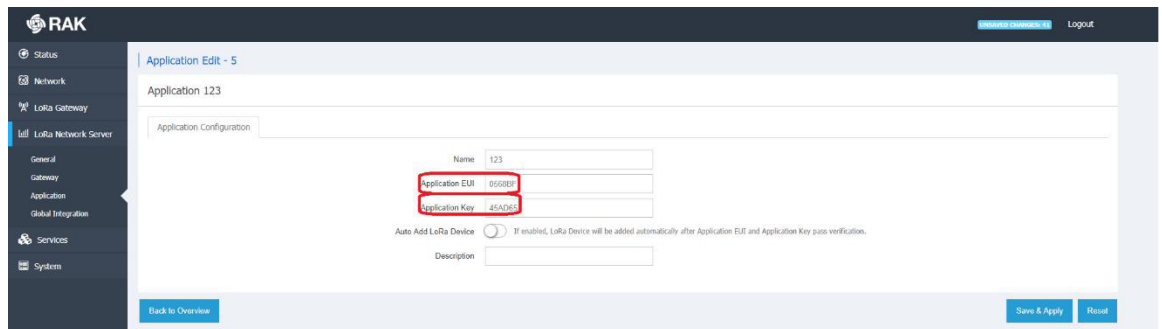 RAK
UNSAVED CHANGES: 13
Logout
Status
Network
LoRa Gateway
LoRa Network Server
General
Gateway
Application
Global Integration
Services
System
Application Edit - 5
Application 123
Application Configuration
Name 123
Application EUI 0668BF
Application Key 45AD65
Auto Add LoRa Device If enabled, LoRa Device will be added automatically after Application EUI and Application Key pass verification.
Description
Back to Overview
Save & Apply
Reset